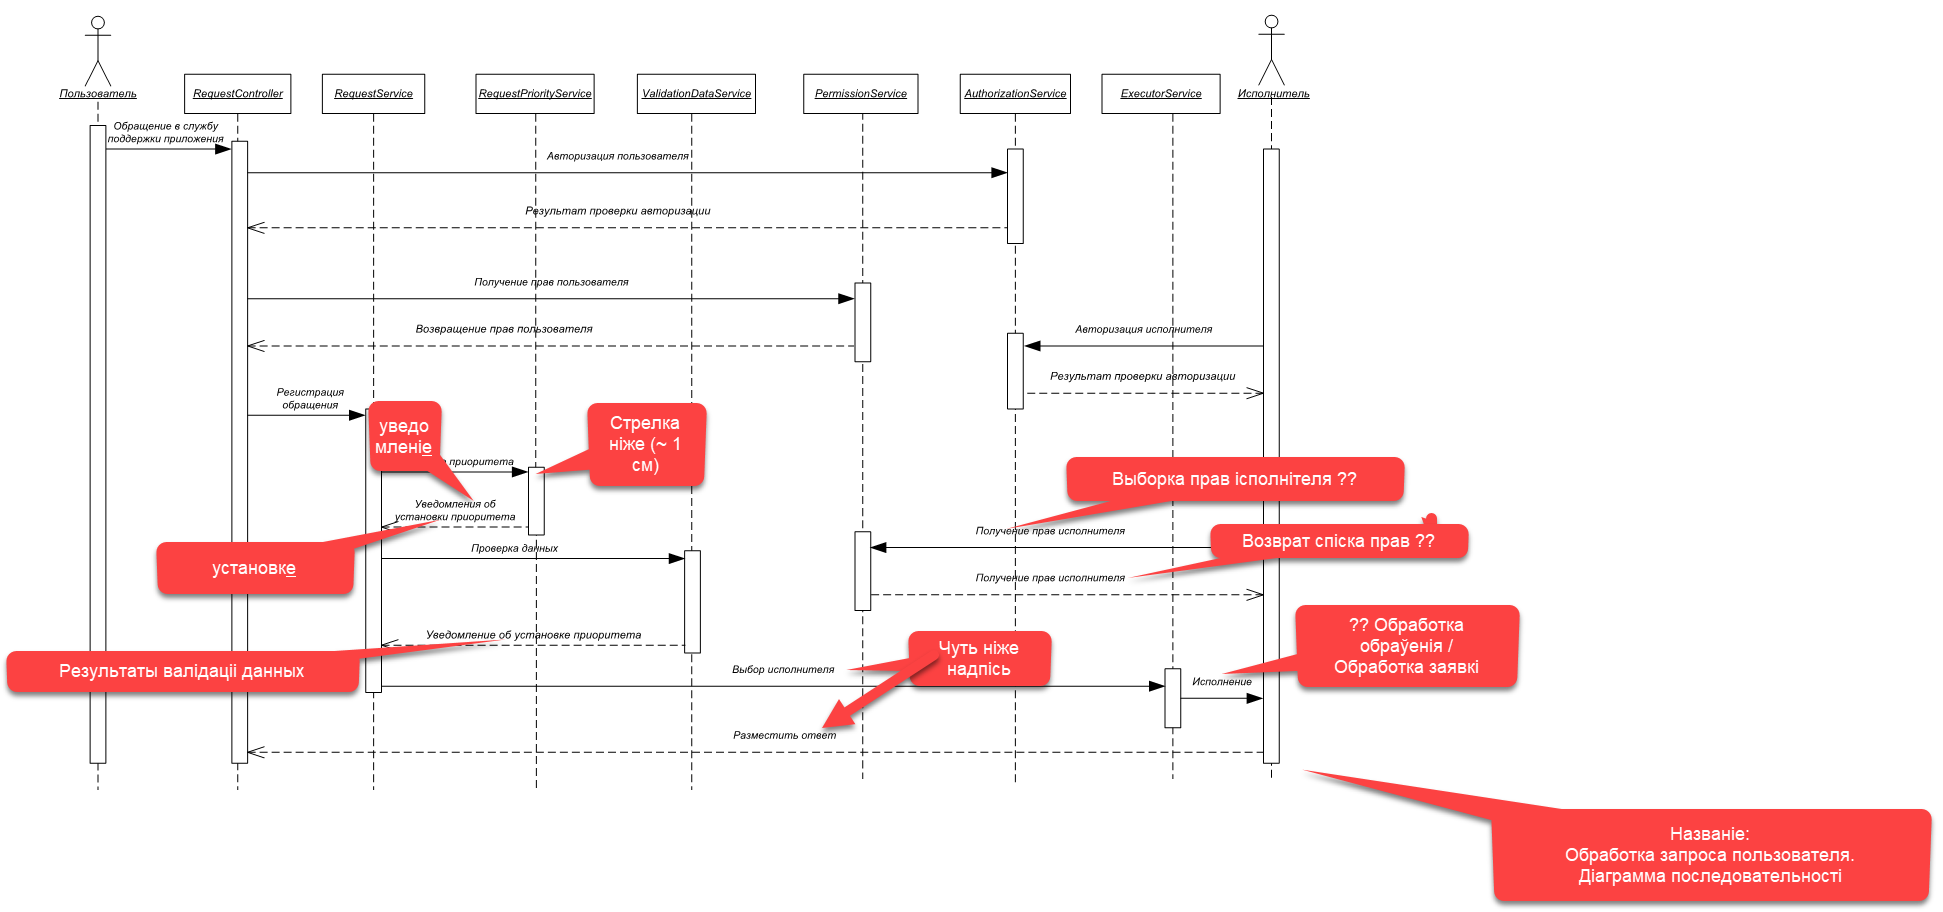 Пользователь
RequestController
RequestService
RequestPriorityService
ValidationDataService
PermissionService
AuthorizationService
ExecutorService
Исполнитель
Обращение в службу
поддержки приложения
Авторизация пользователя
Результат проверки авторизации
Получение прав пользователя
Возвращение прав пользователя
Авторизация исполнителя
Результат проверки авторизации
Регистрация
обращения
уведо
мленіе
Стрелка
ніже (~ 1
см)
приоритета
Выборка прав ісполнітеля ??
Уведомления об
установки приоритета
Получение прав исполнителя
Возврат спіска прав ??
Проверка данных
установке
Получение прав исполнителя
Уведомление об установке приоритета
?? Обработка
обраўенія /
Обработка заявкі
Чуть ніже
надпісь
Результаты валідаціі данных
Выбор исполнителя
Исполнение
Разместить ответ
Названіе:
Обработка запроса пользователя.
Діаграмма последовательності